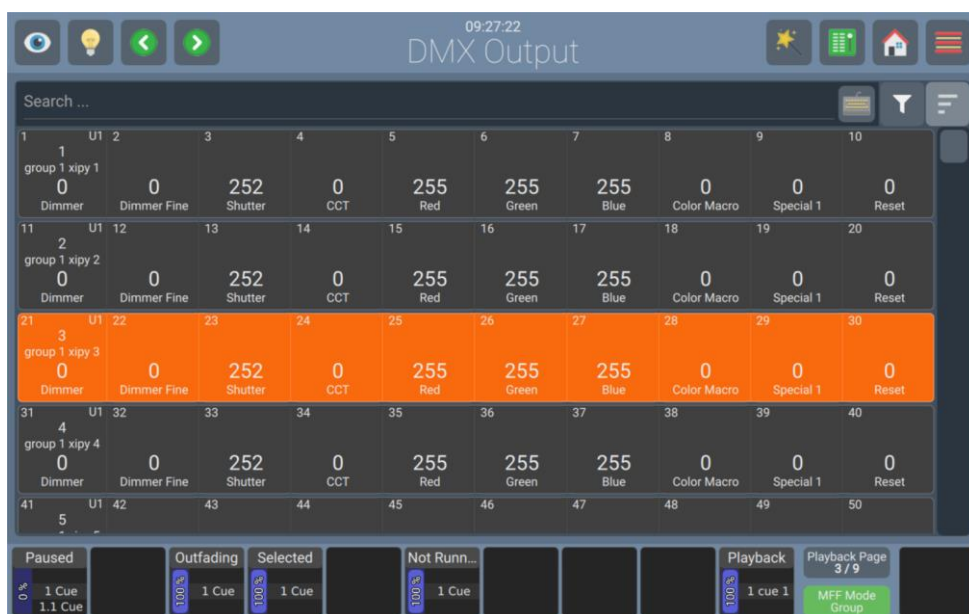 09:27:22
DMX Output
Search ...
1 U1 2 3 4 5 6 7 8 9 10
1
group 1 xipy 1
0 0 252 0 255 255 255 0 0 0
Dimmer Dimmer Fine Shutter CCT Red Green Blue Color Macro Special 1 Reset
11 U1 12 13 14 15 16 17 18 19 20
2
group 1 xipy 2
0 0 252 0 255 255 255 0 0 0
Dimmer Dimmer Fine Shutter CCT Red Green Blue Color Macro Special 1 Reset
21 U1 22 23 24 25 26 27 28 29 30
3
group 1 xipy 3
0 0 252 0 255 255 255 0 0 0
Dimmer Dimmer Fine Shutter CCT Red Green Blue Color Macro Special 1 Reset
31 U1 32 33 34 35 36 37 38 39 40
4
group 1 xipy 4
0 0 252 0 255 255 255 0 0 0
Dimmer Dimmer Fine Shutter CCT Red Green Blue Color Macro Special 1 Reset
41 U1 42 43 44 45 46 47 48 49 50
5
Paused Outfading Selected Not Runn... Playback Playback Page
3 / 9
0 % 1 Cue 100 % 1 Cue 100 % 1 Cue 100 % 1 Cue 100 % 1 cue 1 MFF Mode
1.1 Cue Group